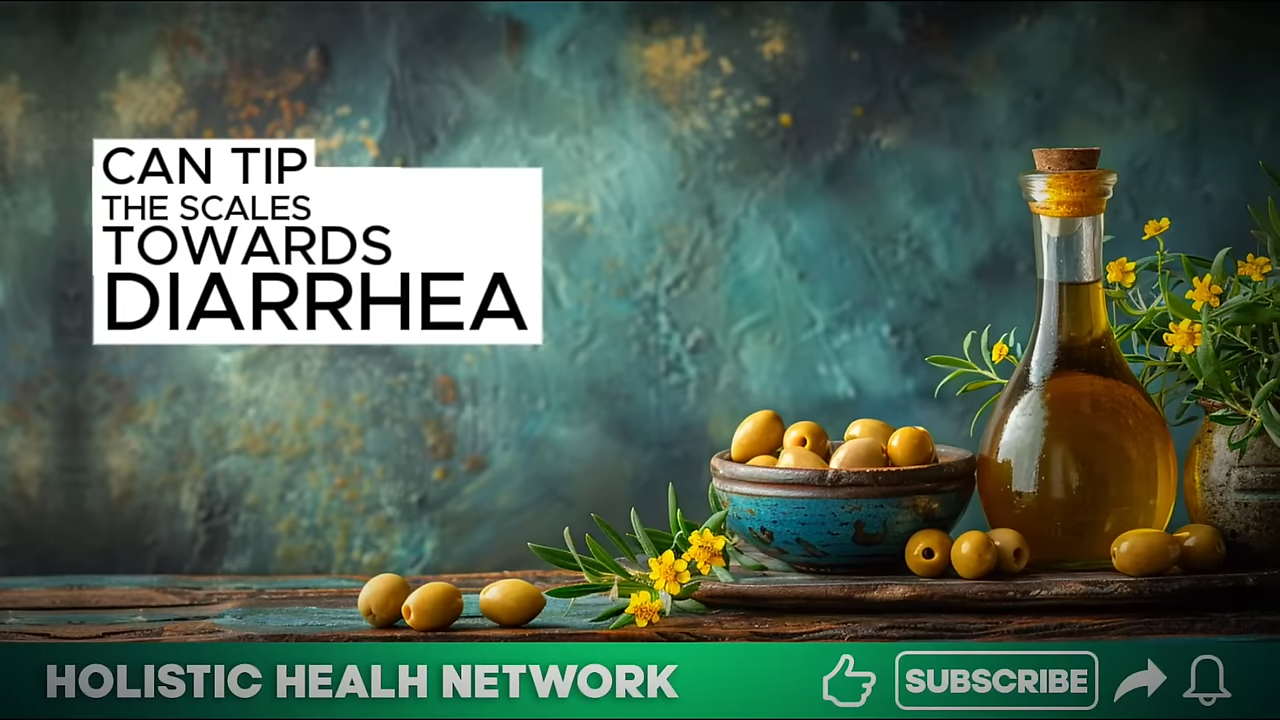 CAN TIP
THE SCALES
TOWARDS
DIARRHEA
HOLISTIC HEALH NETWORK
SUBSCRIBE